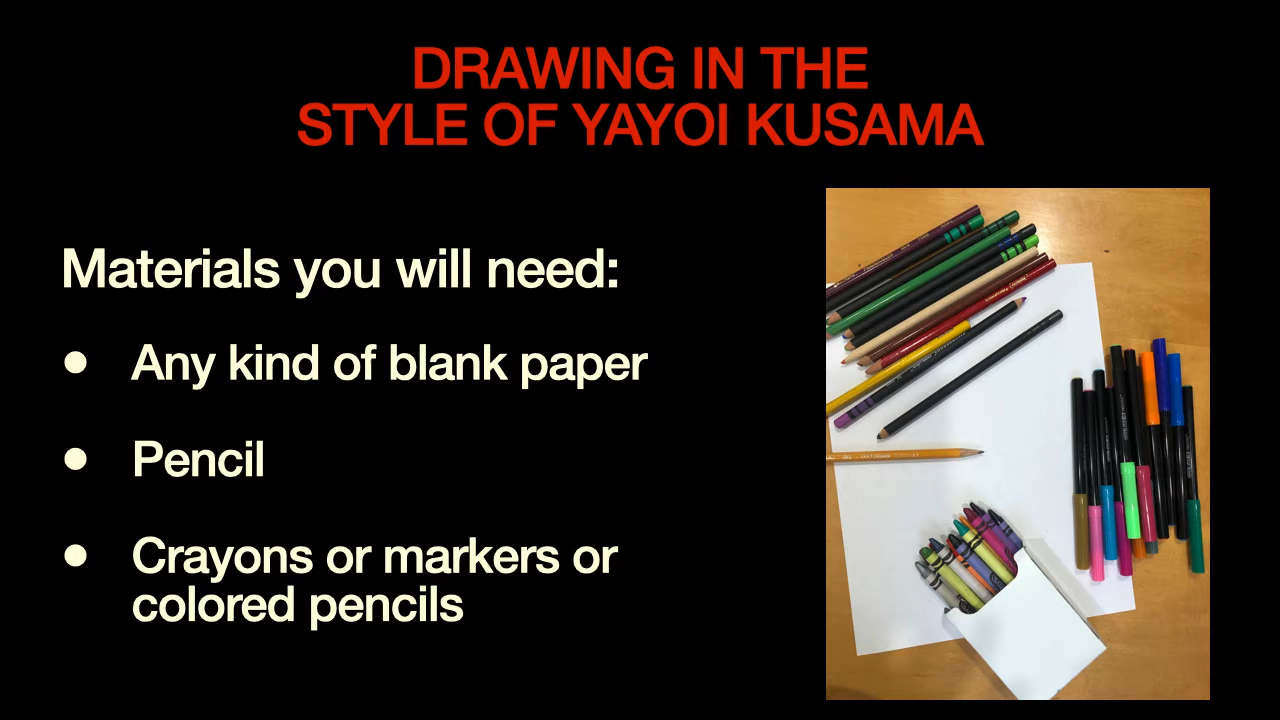 DRAWING IN THE
STYLE OF YAYOI KUSAMA
Materials you will need:
• Any kind of blank paper
• Pencil
• Crayons or markers or
colored pencils